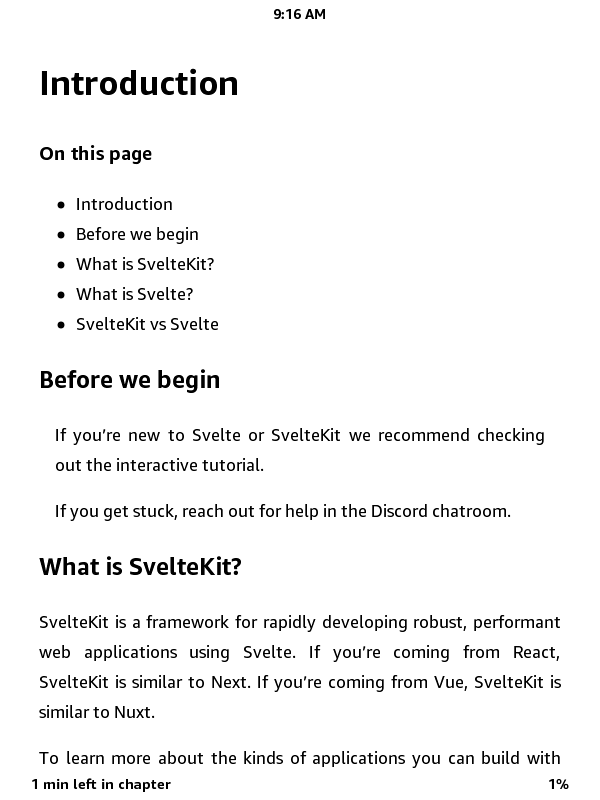 9:16 AM
Introduction
On this page
• Introduction
• Before we begin
• What is SvelteKit?
• What is Svelte?
• SvelteKit vs Svelte
Before we begin
If you’re new to Svelte or SvelteKit we recommend checking
out the interactive tutorial.
If you get stuck, reach out for help in the Discord chatroom.
What is SvelteKit?
SvelteKit is a framework for rapidly developing robust, performant
web applications using Svelte. If you’re coming from React,
SvelteKit is similar to Next. If you’re coming from Vue, SvelteKit is
similar to Nuxt.
To learn more about the kinds of applications you can build with
1 min left in chapter 1%